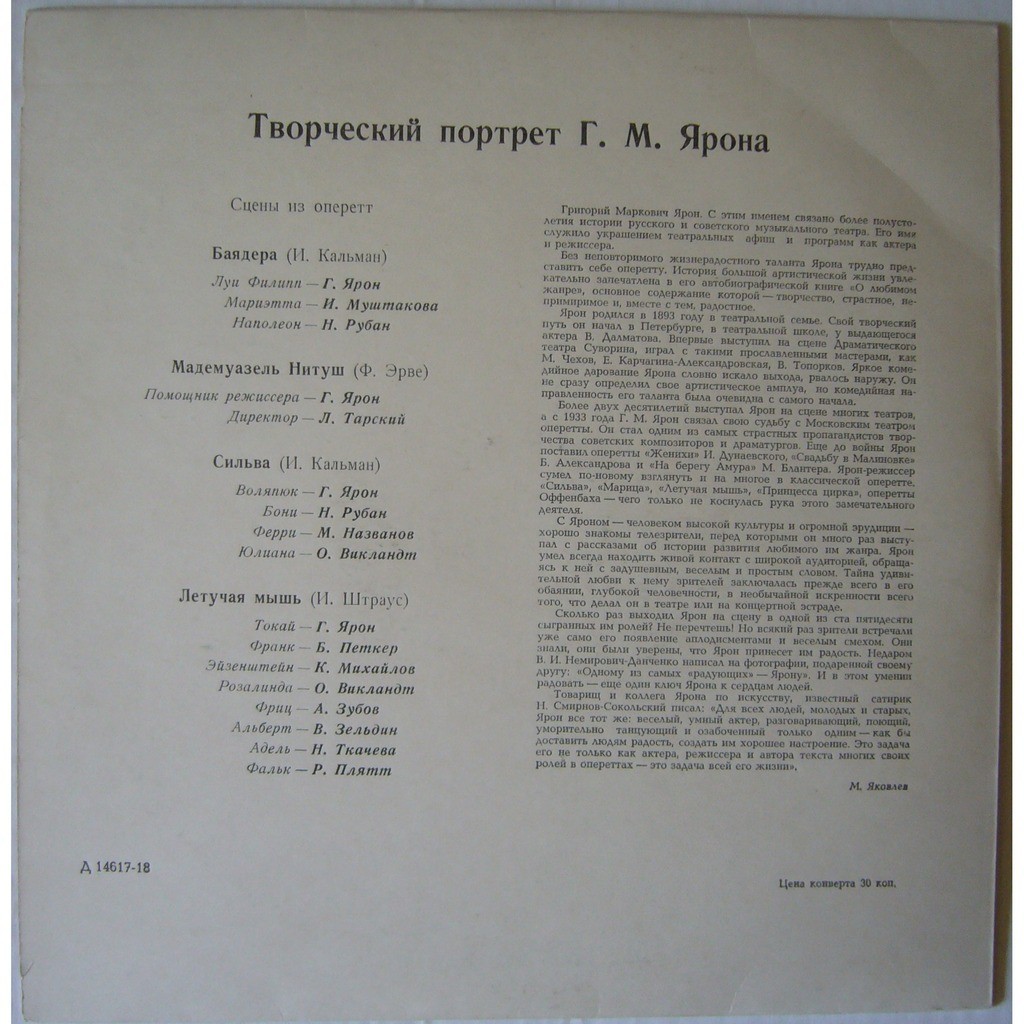 Творческий портрет Г. М. Ярона
Сцены из оперетт
Баядера (И. Кальман)
Луи Филипп — Г. Ярон
Мариэтта — И. Муштакова
Наполеон — Н. Рубан
Мадемуазель Нитуш (Ф. Эрве)
Помощник режиссера — Г. Ярон
Директор — Л. Тарский
Сильва (И. Кальман)
Воляпюк — Г. Ярон
Бони — Н. Рубан
Ферри — М. Названов
Юлиана — О. Викландт
Летучая мышь (И. Штраус)
Токай — Г. Ярон
Франк — Б. Петкер
Эйзенштейн — К. Михайлов
Розалинда — О. Викландт
Фриц — А. Зубов
Альберт — В. Зельдин
Адель — Н. Ткачева
Фальк — Р. Плятт
Григорий Маркович Ярон. С этим именем связано более полусто-
летия истории русского и советского музыкального театра. Его имя
служило украшением театральных афиш и программ как актера
и режиссера.
Без неповторимого жизнерадостного таланта Ярона трудно пред-
ставить себе оперетту. История большой артистической жизни увле-
кательно запечатлена в его автобиографической книге «О любимом
жанре», основное содержание которой — творчество, страстное, не-
примиримое и, вместе с тем, радостное.
Ярон родился в 1893 году в театральной семье. Свой творческий
путь он начал в Петербурге, в театральной школе, у выдающегося
актера В. Далматова. Впервые выступил на сцене Драматического
театра Суворина, играл с такими прославленными мастерами, как
М. Чехов, Е. Карчагина-Александровская, В. Топорков. Яркое коме-
дийное дарование Ярона словно искало выхода, рвалось наружу. Он
не сразу определил свое артистическое амплуа, но комедийная на-
правленность его таланта была очевидна с самого начала.
Более двух десятилетий выступал Ярон на сцене многих театров,
а с 1933 года Г. М. Ярон связал свою судьбу с Московским театром
оперетты. Он стал одним из самых страстных пропагандистов твор-
чества советских композиторов и драматургов. Еще до войны Ярон
поставил оперетты «Женихи» И. Дунаевского, «Свадьбу в Малиновке»
Б. Александрова и «На берегу Амура» М. Блантера. Ярон-режиссер
сумел по-новому взглянуть и на многое в классической оперетте.
«Сильва», «Марица», «Летучая мышь», «Принцесса цирка», оперетты
Оффенбаха — чего только не коснулась рука этого замечательного
деятеля.
С Яроном — человеком высокой культуры и огромной эрудиции —
хорошо знакомы телезрители, перед которыми он много раз высту-
пал с рассказами об истории развития любимого им жанра. Ярон
умел всегда находить живой контакт с широкой аудиторией, обраща-
ясь к ней с задушевным, веселым и простым словом. Тайна удиви-
тельной любви к нему зрителей заключалась прежде всего в его
обаянии, глубокой человечности, в необычайной искренности всего
того, что делал он в театре или на концертной эстраде.
Сколько раз выходил Ярон на сцену в одной из ста пятидесяти
сыгранных им ролей? Не перечтешь! Но всякий раз зрители встречали
уже само его появление аплодисментами и веселым смехом. Они
знали, они были уверены, что Ярон принесет им радость. Недаром
В. И. Немирович-Данченко написал на фотографии, подаренной своему
другу: «Одному из самых «радующих» — Ярону». И в этом умении
радовать — еще один ключ Ярона к сердцам людей.
Товарищ и коллега Ярона по искусству, известный сатирик
Н. Смирнов-Сокольский писал: «Для всех людей, молодых и старых,
Ярон все тот же: веселый, умный актер, разговаривающий, поющий,
уморительно танцующий и озабоченный только одним — как бы
доставить людям радость, создать им хорошее настроение. Это задача
его не только как актера, режиссера и автора текста многих своих
ролей в опереттах — это задача всей его жизни».
М. Яковлев
Д 14617-18
Цена конверта 30 коп.